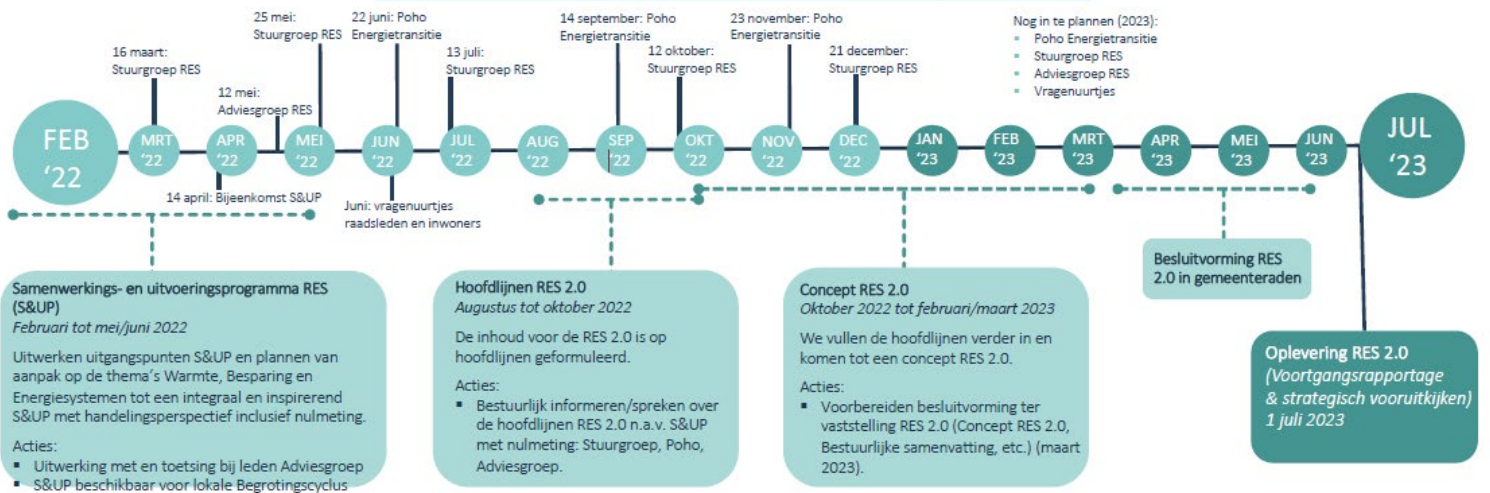 25 mei:
Stuurgroep RES
22 juni: Poho
Energietransitie
14 september: Poho
Energietransitie
23 november: Poho
Energietransitie
Nog in te plannen (2023):
▪ Poho Energietransitie
▪ Stuurgroep RES
▪ Adviesgroep RES
▪ Vragenuurtjes
16 maart:
Stuurgroep RES
13 juli:
Stuurgroep RES
12 oktober:
Stuurgroep RES
21 december:
Stuurgroep RES
12 mei:
Adviesgroep RES
FEB
‘22
MRT
‘22
APR
‘22
MEI
‘22
JUN
‘22
JUL
‘22
AUG
‘22
SEP
‘22
OKT
‘22
NOV
‘22
DEC
‘22
JAN
‘23
FEB
‘23
MRT
‘23
APR
‘23
MEI
‘23
JUN
‘23
JUL
‘23
14 april: Bijeenkomst S&UP
Juni: vragenuurtjes
raadsleden en inwoners
Samenwerkings- en uitvoeringsprogramma RES
(S&UP)
Februari tot mei/juni 2022
Uitwerken uitgangspunten S&UP en plannen van
aanpak op de thema’s Warmte, Besparing en
Energiesystemen tot een integraal en inspirerend
S&UP met handelingsperspectief inclusief nulmeting.
Acties:
▪ Uitwerking met en toetsing bij leden Adviesgroep
▪ S&UP beschikbaar voor lokale Begrotingscyclus
Hoofdlijnen RES 2.0
Augustus tot oktober 2022
De inhoud voor de RES 2.0 is op
hoofdlijnen geformuleerd.
Acties:
▪ Bestuurlijk informeren/spreken over
de hoofdlijnen RES 2.0 n.a.v. S&UP
met nulmeting: Stuurgroep, Poho,
Adviesgroep.
Concept RES 2.0
Oktober 2022 tot februari/maart 2023
We vullen de hoofdlijnen verder in en
komen tot een concept RES 2.0.
Acties:
▪ Voorbereiden besluitvorming ter
vaststelling RES 2.0 (Concept RES 2.0,
Bestuurlijke samenvatting, etc.) (maart
2023).
Besluitvorming RES
2.0 in gemeenteraden
Oplevering RES 2.0
(Voortgangsrapportage
& strategisch vooruitkijken)
1 juli 2023